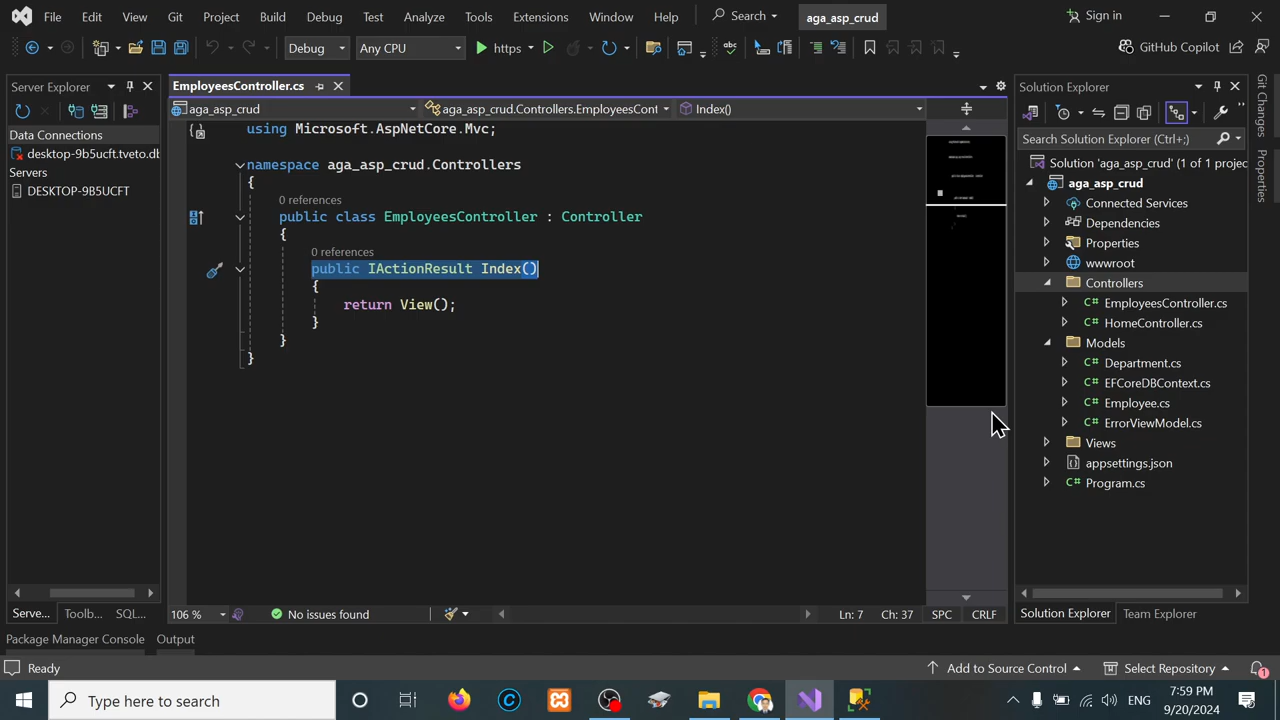 File Edit View Git Project Build Debug Test Analyze Tools Extensions Window Help Search aga_asp_crud Sign in
Debug Any CPU https GitHub Copilot
Server Explorer
Data Connections
desktop-9b5ucft.tveto.db
Servers
DESKTOP-9B5UCFT
EmployeesController.cs
aga_asp_crud aga_asp_crud.Controllers.EmployeesCont Index()
using Microsoft.AspNetCore.Mvc;
namespace aga_asp_crud.Controllers
{
0 references
public class EmployeesController : Controller
{
0 references
public IActionResult Index()
{
return View();
}
}
}
Solution Explorer
Search Solution Explorer (Ctrl+;)
Solution 'aga_asp_crud' (1 of 1 projec
aga_asp_crud
Connected Services
Dependencies
Properties
wwwroot
Controllers
EmployeesController.cs
HomeController.cs
Models
Department.cs
EFCoreDBContext.cs
Employee.cs
ErrorViewModel.cs
Views
appsettings.json
Program.cs
Git Changes
Properties
Serve... Toolb... SQL...
106 % No issues found Ln: 7 Ch: 37 SPC CRLF
Solution Explorer Team Explorer
Package Manager Console Output
Ready Add to Source Control Select Repository 1
Type here to search
ENG
7:59 PM
9/20/2024